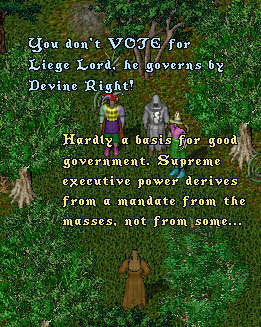 You don't VOTE for
Liege Lord, he governs by
Devine Right!
Hardly a basis for good
government. Supreme
executive power derives
from a mandate from the
masses, not from some...